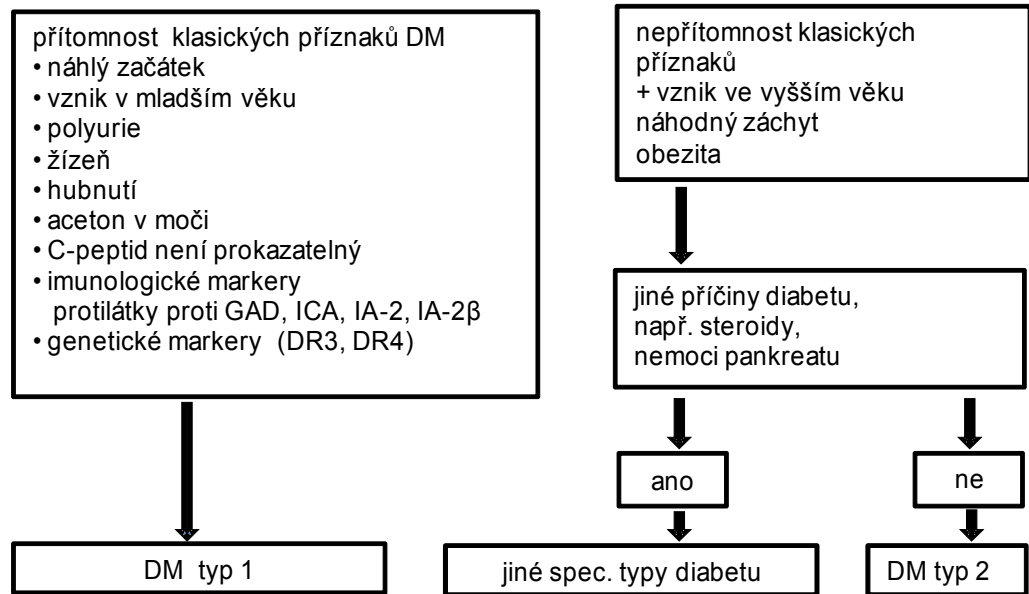 přítomnost klasických příznaků DM
• náhlý začátek
• vznik v mladším věku
• polyurie
• žízeň
• hubnutí
• aceton v moči
• C-peptid není prokazatelný
• imunologické markery
protilátky proti GAD, ICA, IA-2, IA-2β
• genetické markery (DR3, DR4)
DM typ 1
nepřítomnost klasických
příznaků
+ vznik ve vyšším věku
náhodný záchyt
obezita
jiné příčiny diabetu,
např. steroidy,
nemoci pankreatu
ano
ne
jiné spec. typy diabetu
DM typ 2